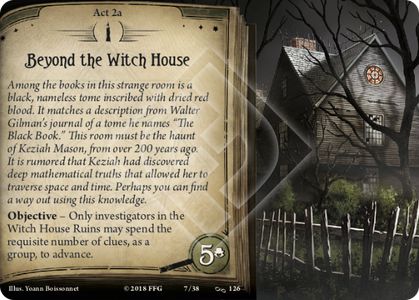 Act 2a
Beyond the Witch House
Among the books in this strange room is a
black, nameless tome inscribed with dried red
blood. It matches a description from Walter
Gilman's journal of a tome he names "The
Black Book." This room must be the haunt
of Keziah Mason, from over 200 years ago.
It is rumored that Keziah had discovered
deep mathematical truths that allowed her to
traverse space and time. Perhaps you can find
a way out using this knowledge.
Objective – Only investigators in the
Witch House Ruins may spend the
requisite number of clues, as a
group, to advance.
5
Illus. Yoann Boissonnet
© 2018 FFG
7/38
126